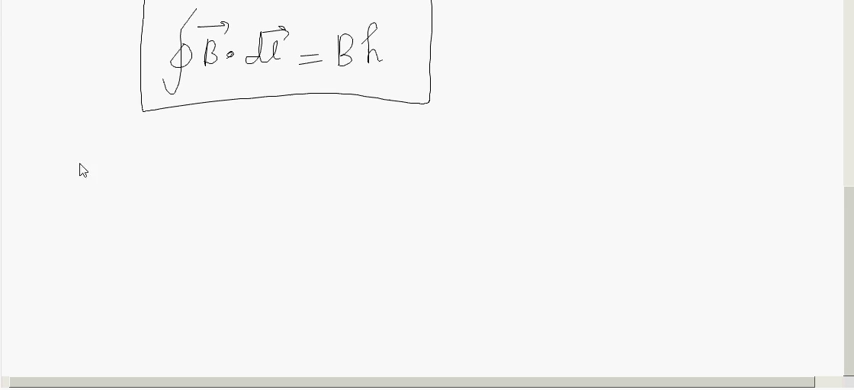 ∮ B⃗ • dl⃗ = Bh